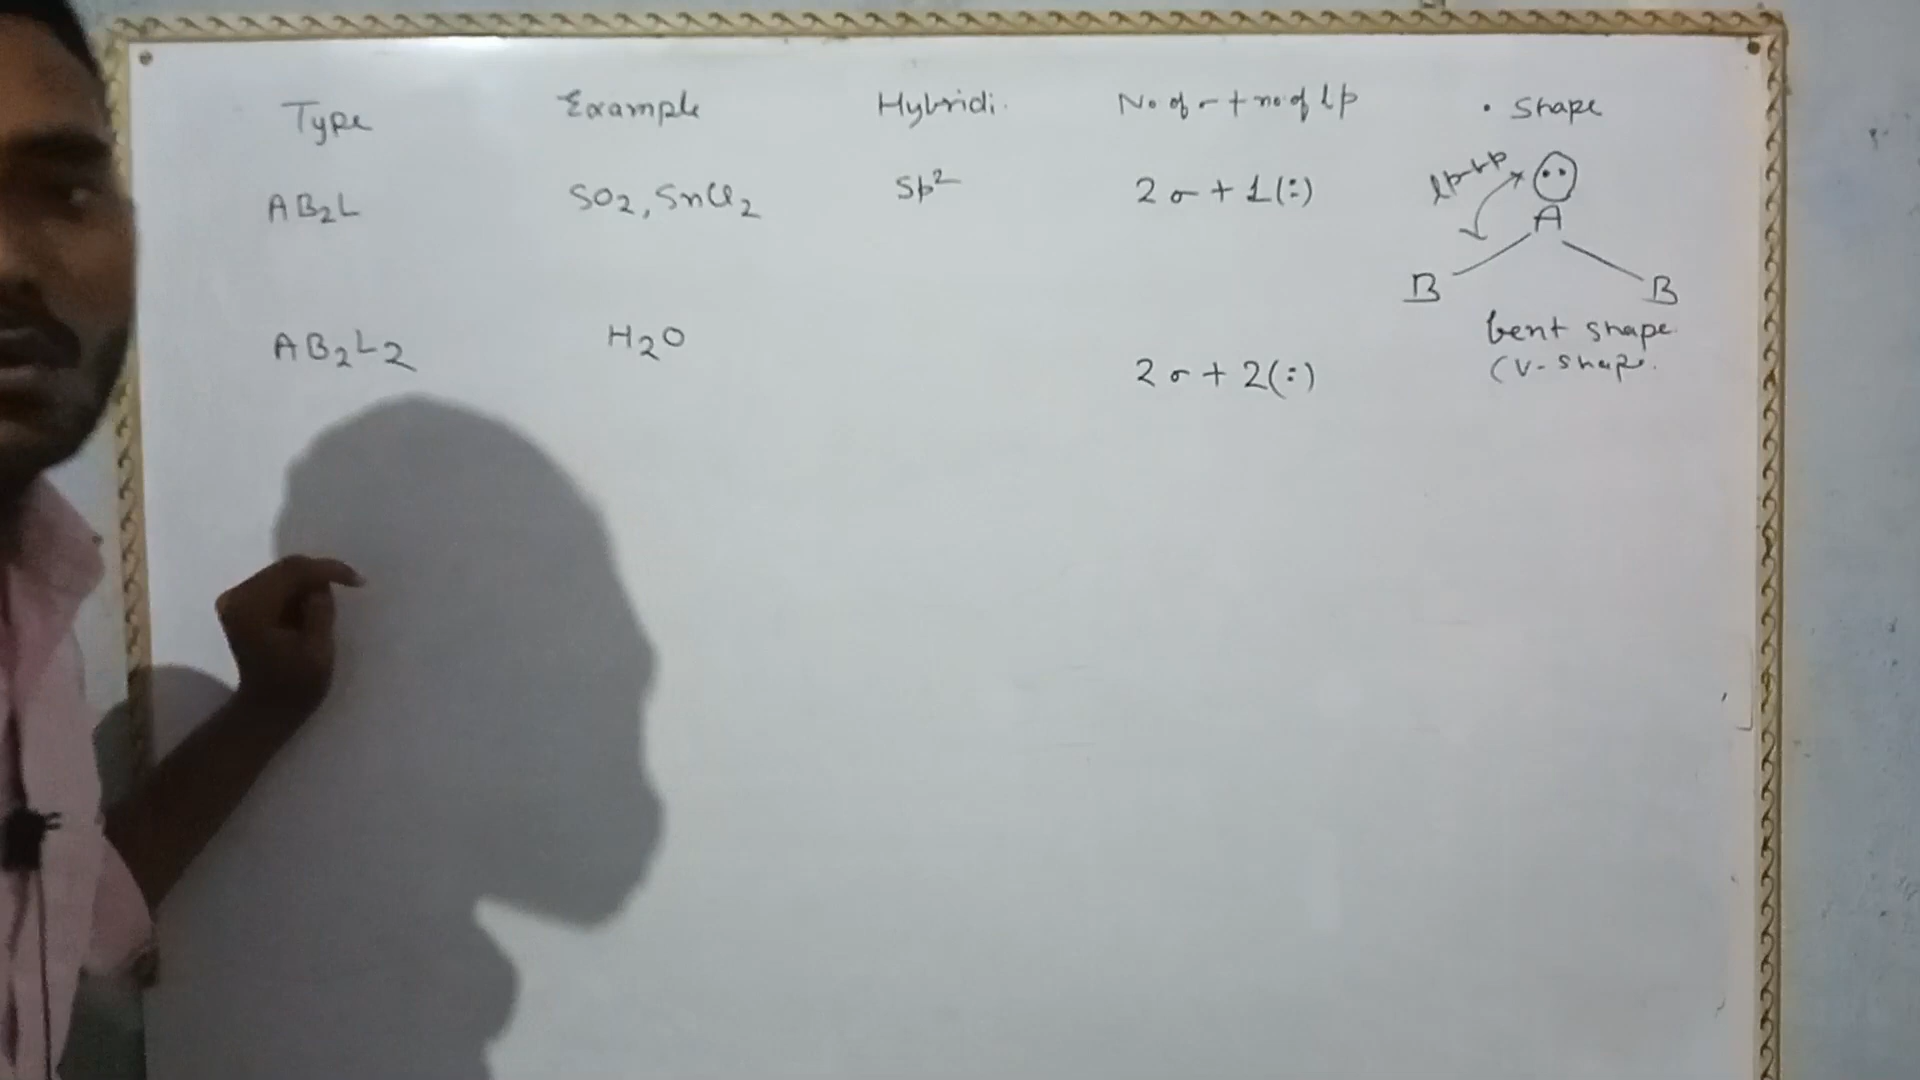 Type Example Hybridi. No of σ + no of lp • Shape
AB₂L SO₂, SnCl₂ Sp² 2σ + 1(:) lp-lp
A
B B
bent shape
(V-shape.
AB₂L₂ H₂O 2σ + 2(:)